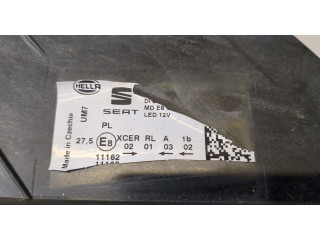 HELLA
UM7
Made in Czechia
SEAT
DI
MD E8
LED 12V
PL
27,5 E8 XCER RL A 1b
02 01 03 02
11162